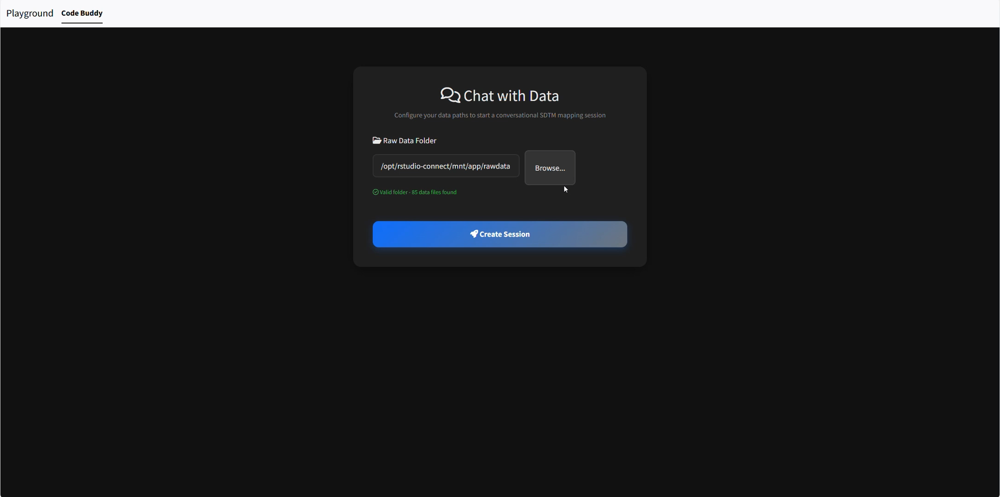 Playground Code Buddy
Chat with Data
Configure your data paths to start a conversational SDTM mapping session
Raw Data Folder
/opt/rstudio-connect/mnt/app/rawdata
Browse...
Valid folder - 85 data files found
Create Session